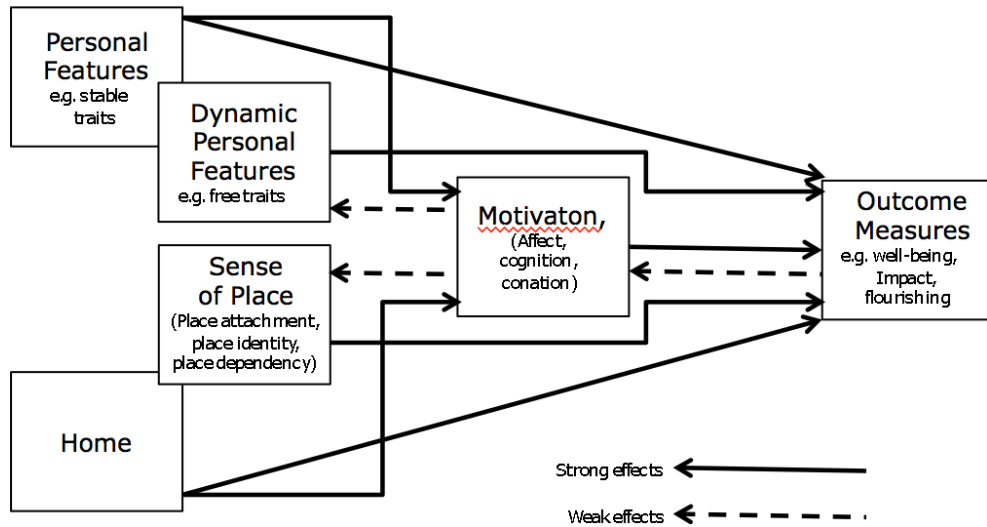 Personal
Features
e.g. stable
traits
Dynamic
Personal
Features
e.g. free traits
Sense
of Place
(Place attachment,
place identity,
place dependency)
Home
Motivaton,
(Affect,
cognition,
conation)
Outcome
Measures
e.g. well-being,
Impact,
flourishing
Strong effects
Weak effects